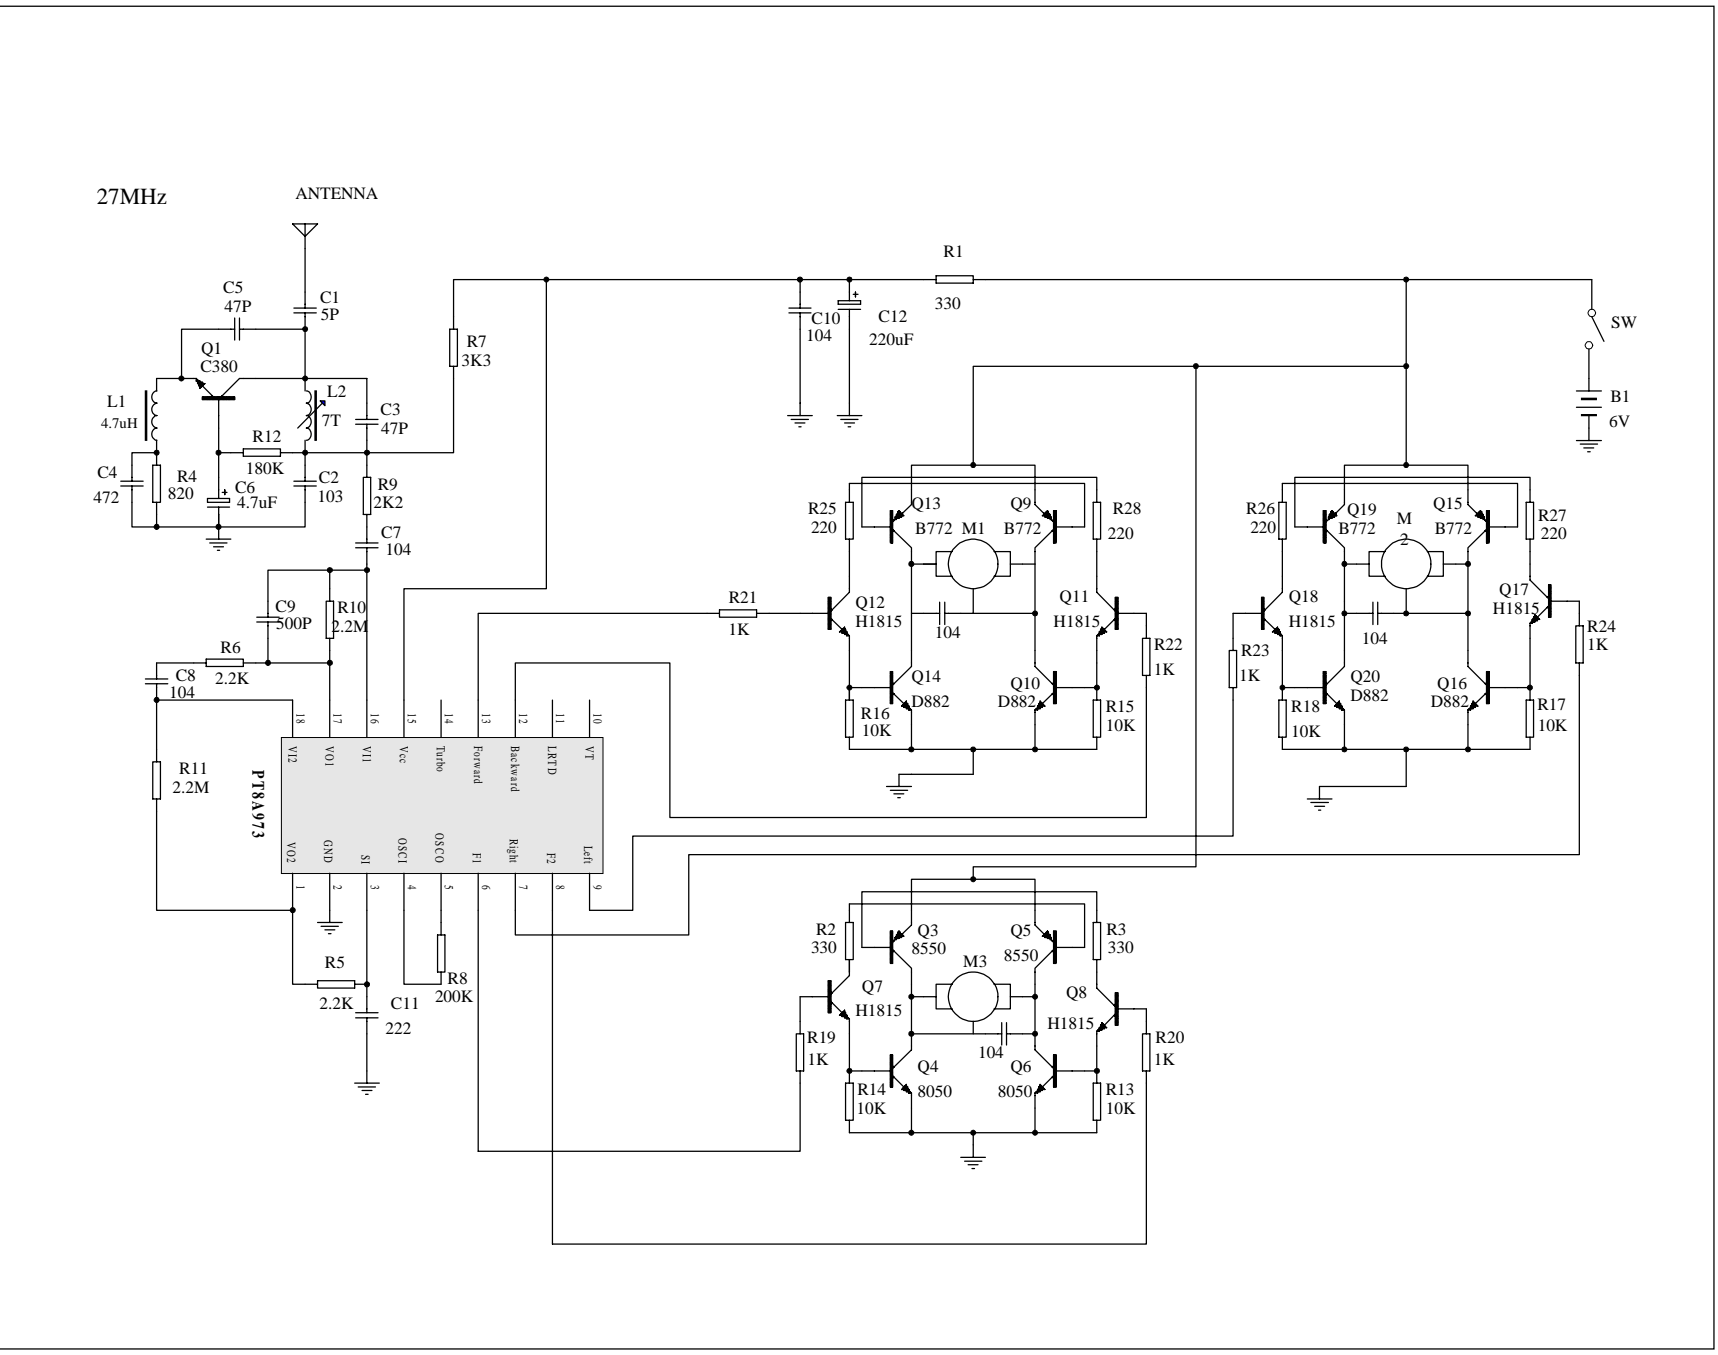 27MHz
ANTENNA
C5
47P
C1
5P
Q1
C380
L1
4.7uH
L2
7T
C3
47P
R7
3K3
R12
180K
C4
472
R4
820
C6
4.7uF
+
C2
103
R9
2K2
C7
104
C9
500P
R10
2.2M
R6
2.2K
C8
104
R11
2.2M
R1
330
C10
104
+
C12
220uF
SW
B1
6V
R25
220
Q13
B772
M1
Q9
B772
R28
220
R21
1K
Q12
H1815
104
Q11
H1815
R22
1K
Q14
D882
Q10
D882
R16
10K
R15
10K
R26
220
Q19
B772
M
2
Q15
B772
R27
220
Q18
H1815
104
Q17
H1815
R24
1K
R23
1K
Q20
D882
Q16
D882
R18
10K
R17
10K
18
17
16
15
14
13
12
11
10
VI2
VO1
VI1
Vcc
Turbo
Forward
Backward
LRTD
VT
PT8A973
VO2
GND
SI
OSCI
OSCO
F1
Right
F2
Left
1
2
3
4
5
6
7
8
9
R5
2.2K
C11
222
R8
200K
R2
330
Q3
8550
M3
Q5
8550
R3
330
Q7
H1815
Q8
H1815
104
R19
1K
R20
1K
Q4
8050
Q6
8050
R14
10K
R13
10K